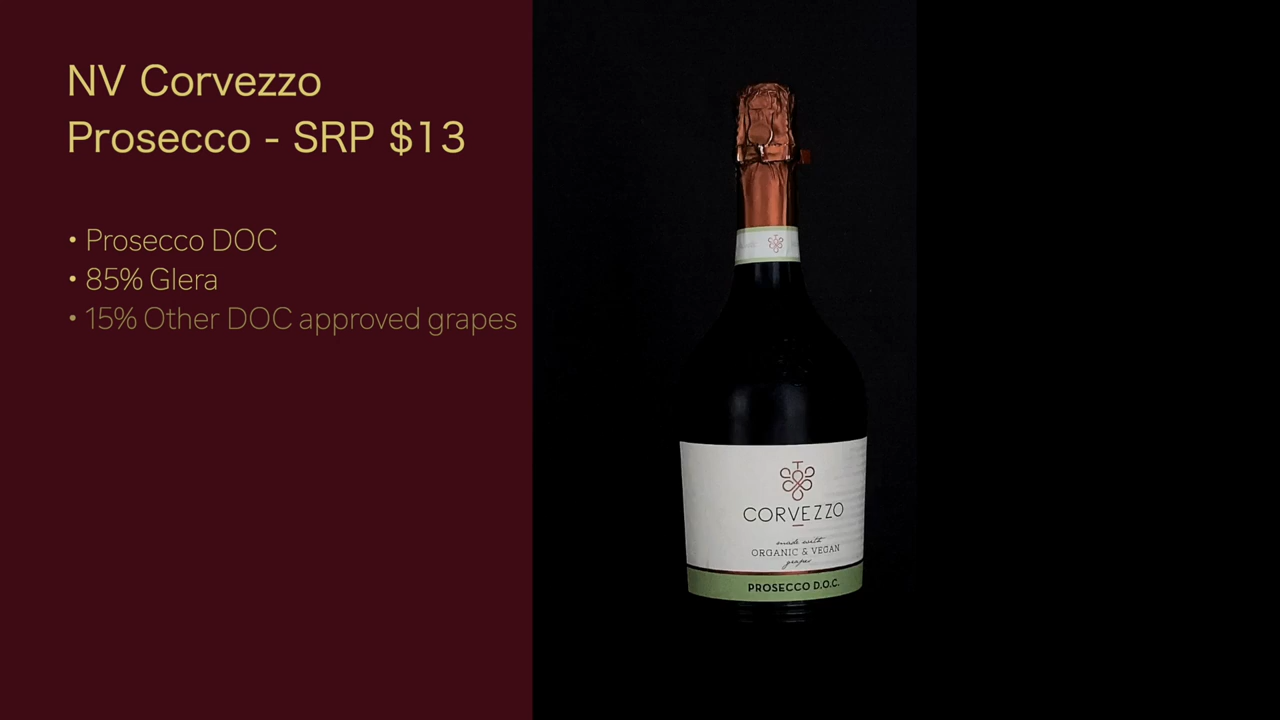 NV Corvezzo
Prosecco - SRP $13
• Prosecco DOC
• 85% Glera
• 15% Other DOC approved grapes
CORVEZZO
made with
ORGANIC & VEGAN
grapes
PROSECCO D.O.C.